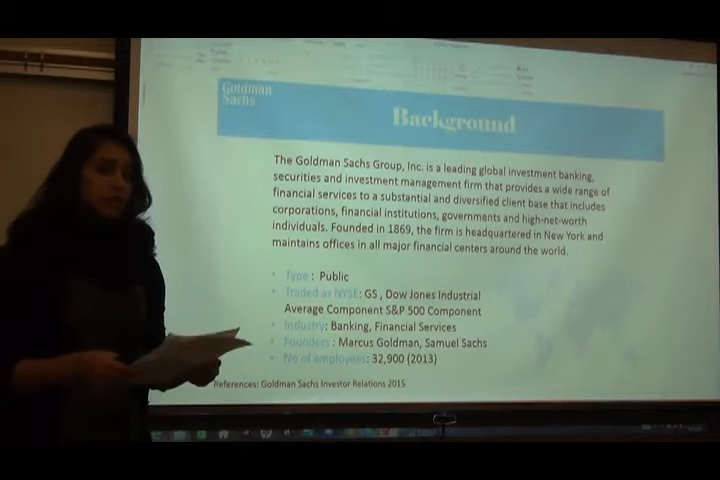 Goldman
Sachs
Background
The Goldman Sachs Group, Inc. is a leading global investment banking,
securities and investment management firm that provides a wide range of
financial services to a substantial and diversified client base that includes
corporations, financial institutions, governments and high-net-worth
individuals. Founded in 1869, the firm is headquartered in New York and
maintains offices in all major financial centers around the world.
• Type : Public
• Traded as NYSE: GS , Dow Jones Industrial
Average Component S&P 500 Component
• Industry: Banking, Financial Services
• Founders : Marcus Goldman, Samuel Sachs
• No of employees: 32,900 (2013)
References: Goldman Sachs Investor Relations 2015